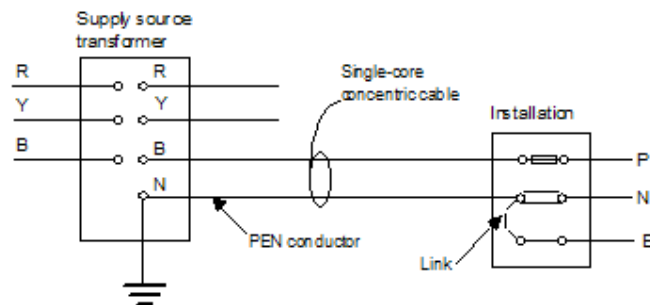 Supply source
transformer
R
R
Single-core
concentric cable
Y
Y
Installation
B
B
P
N
N
PEN conductor
Link
E